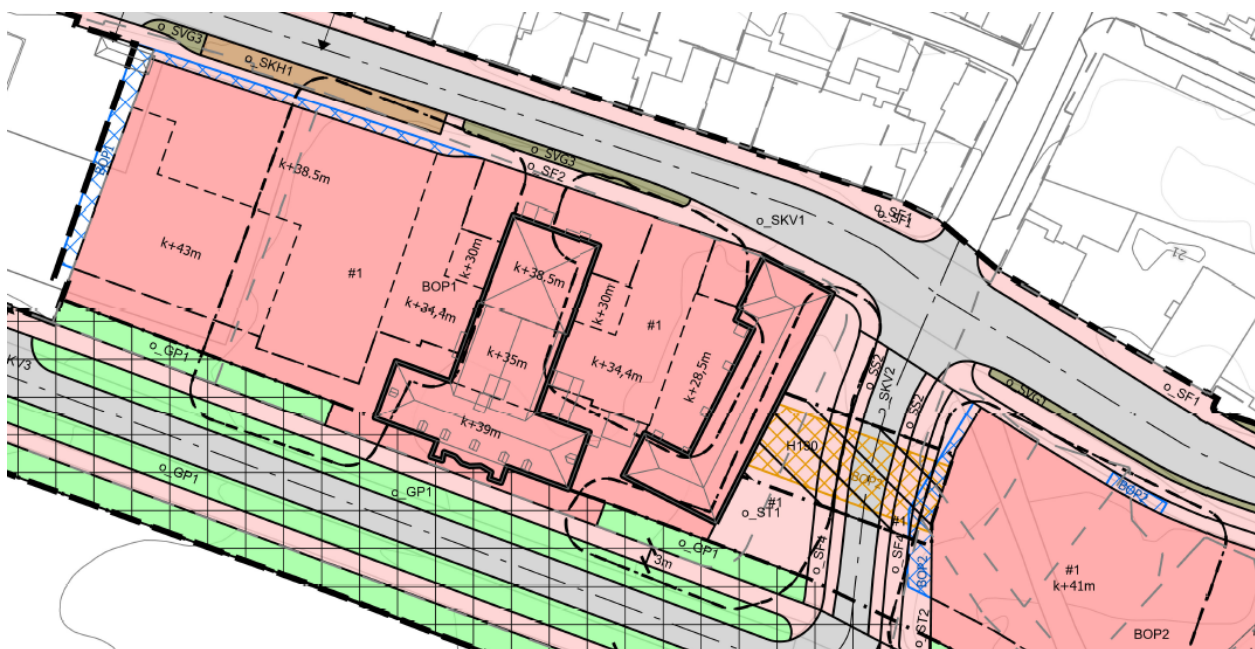 o_SVG3
o_SKH1
BOP1
k+38.5m
k+43m
#1
o_SVG3
o_SF2
o_SKV1
o_SF1
o_SF1
21
BOP1
k+34,4m
k+30m
k+38.5m
k+30m
#1
k+35m
k+34,4m
k+28,5m
k+39m
KV3
o_GP1
o_GP1
o_GP1
o_GP1
3m
o_SS2
o_SKV2
o_SS2
H190
BOP2
#1
o_ST1
#1
o_SF4
o_SF4
BOP2
o_ST2
o_SVG1
o_SF1
BOP2
#1
k+41m
BOP2